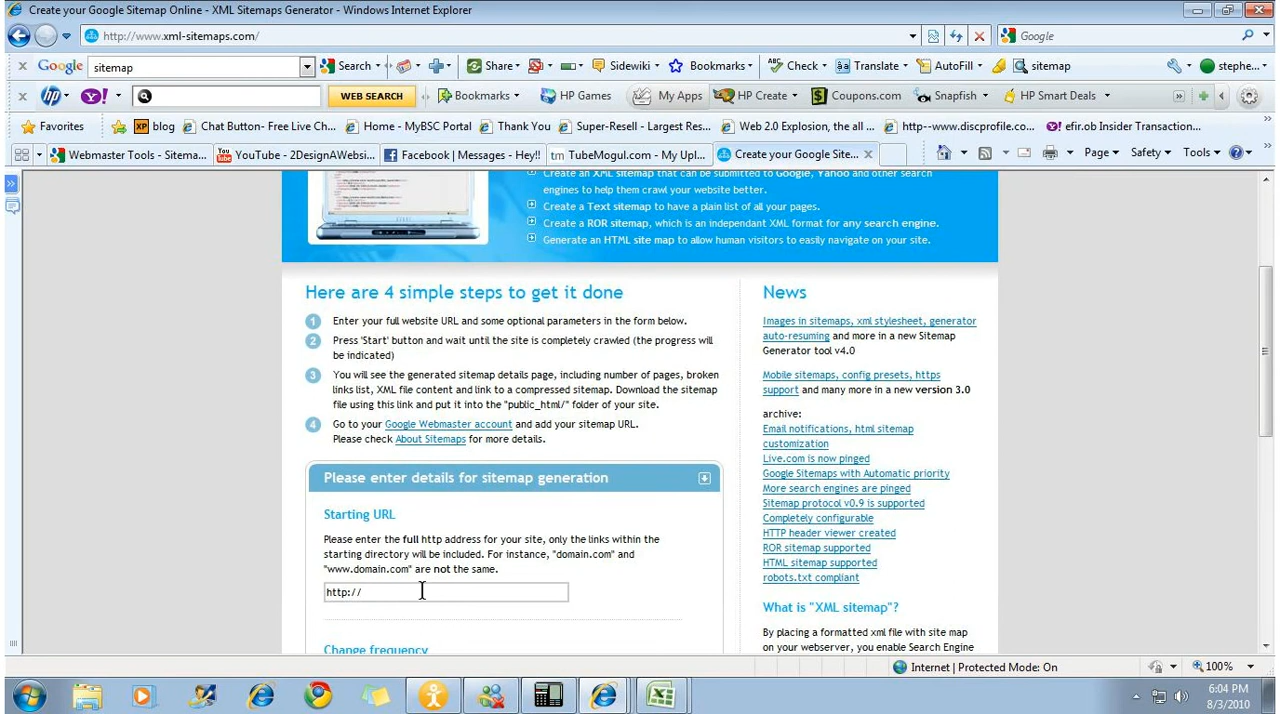 Create your Google Sitemap Online - XML Sitemaps Generator - Windows Internet Explorer
http://www.xml-sitemaps.com/
Google
Google sitemap Search Share Sidewiki Bookmarks Check Translate AutoFill sitemap stephe...
hp Y! WEB SEARCH Bookmarks HP Games My Ap HP Create Coupons.com Snapfish HP Smart Deals
Favorites XP blog Chat Button- Free Live Ch... Home - MyBSC Portal Thank You Super-Resell - Largest Res... Web 2.0 Explosion, the all ... http--www.discprofile.co... Y! efir.ob Insider Transaction...
Webmaster Tools - Sitema... YouTube - 2DesignAWebsi... Facebook | Messages - Hey!! tm TubeMogul.com - My Upl... Create your Google Site... Page Safety Tools
Create an XML sitemap that can be submitted to Google, Yahoo and other search
engines to help them crawl your website better.
Create a Text sitemap to have a plain list of all your pages.
Create a ROR sitemap, which is an independant XML format for any search engine.
Generate an HTML site map to allow human visitors to easily navigate on your site.
Here are 4 simple steps to get it done
1 Enter your full website URL and some optional parameters in the form below.
2 Press 'Start' button and wait until the site is completely crawled (the progress will
be indicated)
3 You will see the generated sitemap details page, including number of pages, broken
links list, XML file content and link to a compressed sitemap. Download the sitemap
file using this link and put it into the "public_html/" folder of your site.
4 Go to your Google Webmaster account and add your sitemap URL.
Please check About Sitemaps for more details.
Please enter details for sitemap generation
Starting URL
Please enter the full http address for your site, only the links within the
starting directory will be included. For instance, "domain.com" and
"www.domain.com" are not the same.
http://
Change frequency
News
Images in sitemaps, xml stylesheet, generator
auto-resuming and more in a new Sitemap
Generator tool v4.0
Mobile sitemaps, config presets, https
support and many more in a new version 3.0
archive:
Email notifications, html sitemap
customization
Live.com is now pinged
Google Sitemaps with Automatic priority
More search engines are pinged
Sitemap protocol v0.9 is supported
Completely configurable
HTTP header viewer created
ROR sitemap supported
HTML sitemap supported
robots.txt compliant
What is "XML sitemap"?
By placing a formatted xml file with site map
on your webserver, you enable Search Engine
Internet | Protected Mode: On
100%
6:04 PM
8/3/2010